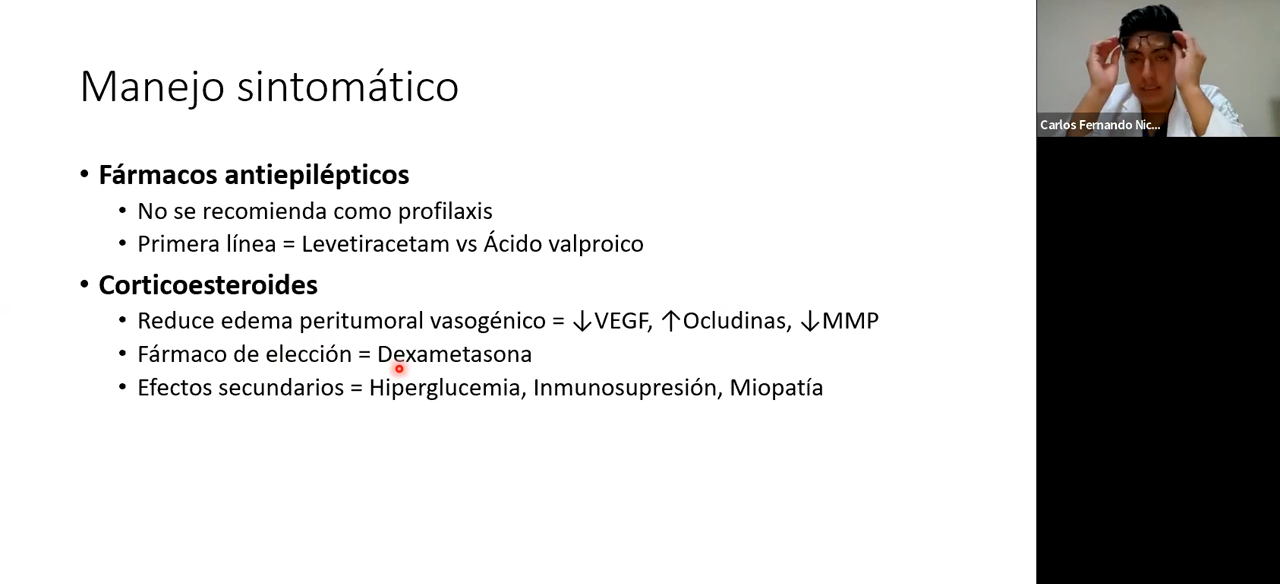 Manejo sintomático
• Fármacos antiepilépticos
• No se recomienda como profilaxis
• Primera línea = Levetiracetam vs Ácido valproico
• Corticoesteroides
• Reduce edema peritumoral vasogénico = ↓VEGF, ↑Ocludinas, ↓MMP
• Fármaco de elección = Dexametasona
• Efectos secundarios = Hiperglucemia, Inmunosupresión, Miopatía
Carlos Fernando Nic...